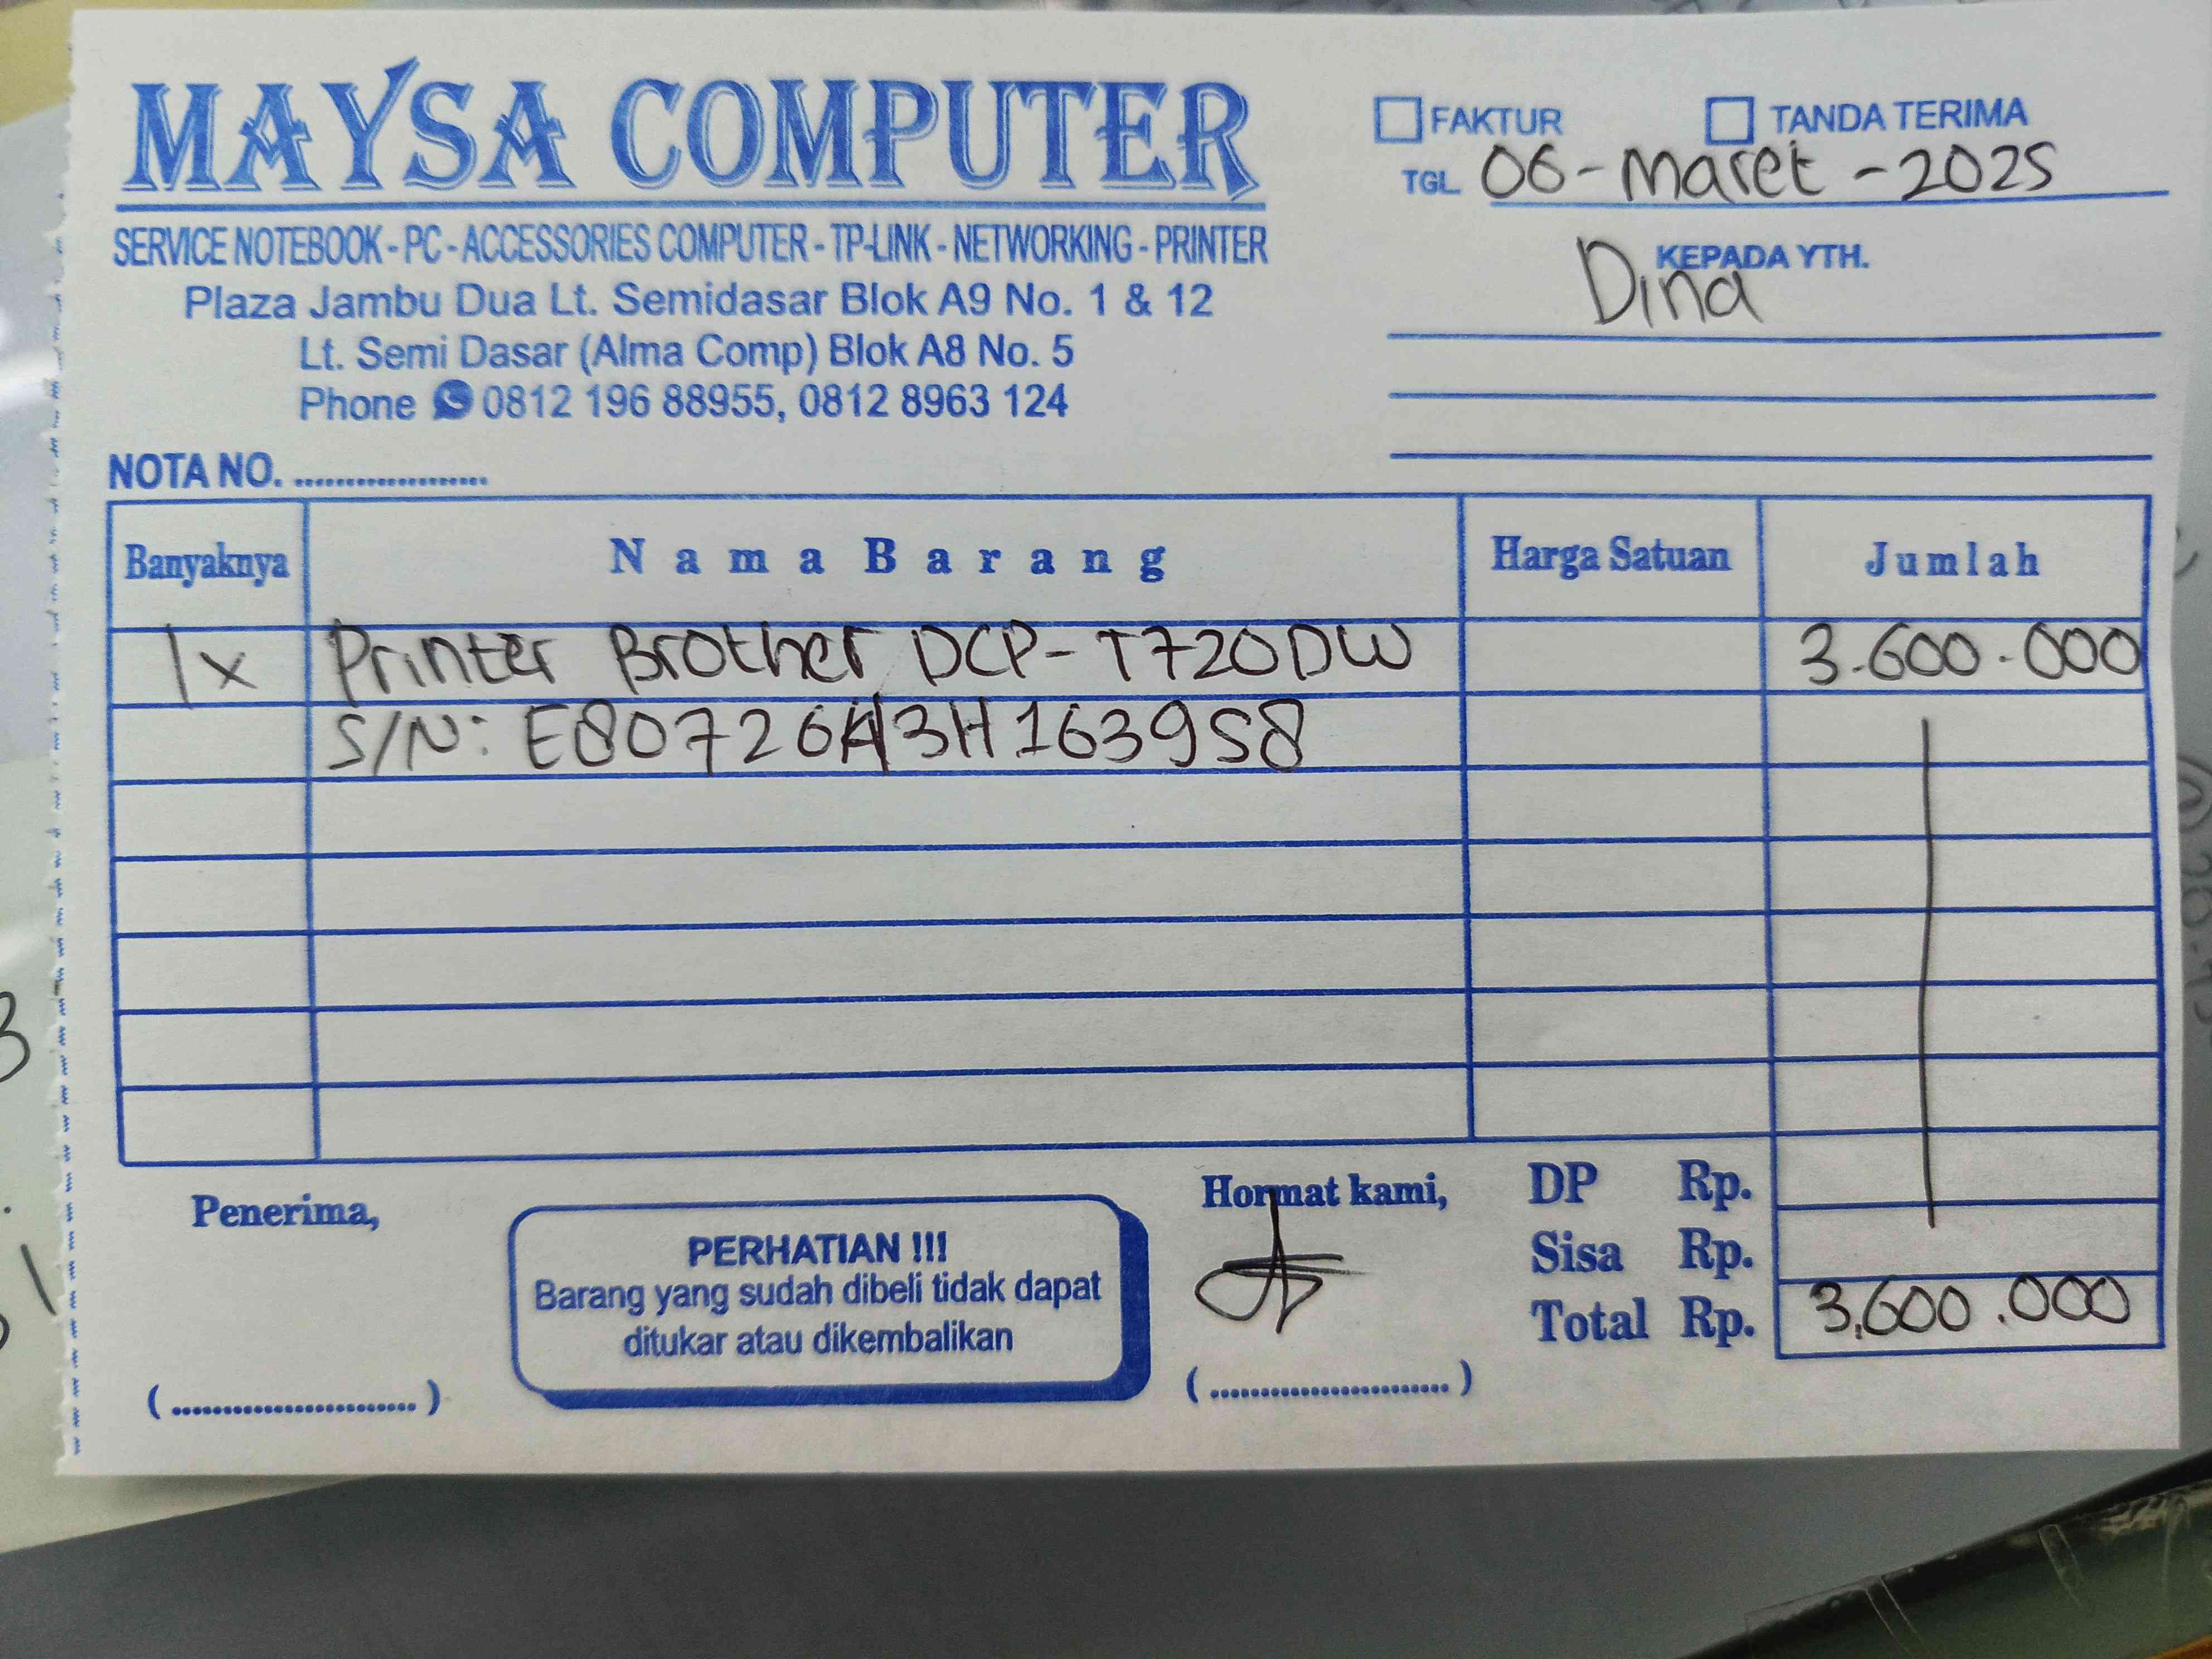 MAYSA COMPUTER
SERVICE NOTEBOOK - PC - ACCESSORIES COMPUTER - TP-LINK - NETWORKING - PRINTER
Plaza Jambu Dua Lt. Semidasar Blok A9 No. 1 & 12
Lt. Semi Dasar (Alma Comp) Blok A8 No. 5
Phone 0812 196 88955, 0812 8963 124
FAKTUR TANDA TERIMA
TGL 06-Maret-2025
KEPADA YTH.
Dina
NOTA NO. ...................
Banyaknya Nama Barang Harga Satuan Jumlah
1x Printer Brother DCP-T720DW 3.600.000
S/N:
Penerima,
(........................)
PERHATIAN !!!
Barang yang sudah dibeli tidak dapat
ditukar atau dikembalikan
Hormat kami,
(........................)
DP Rp.
Sisa Rp.
Total Rp. 3,600.000